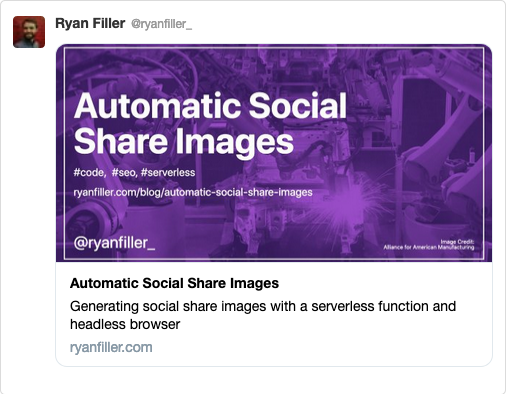 Ryan Filler @ryanfiller_
Automatic Social
Share Images
#code, #seo, #serverless
ryanfiller.com/blog/automatic-social-share-images
@ryanfiller_
Image Credit:
Alliance for American Manufacturing
Automatic Social Share Images
Generating social share images with a serverless function and
headless browser
ryanfiller.com